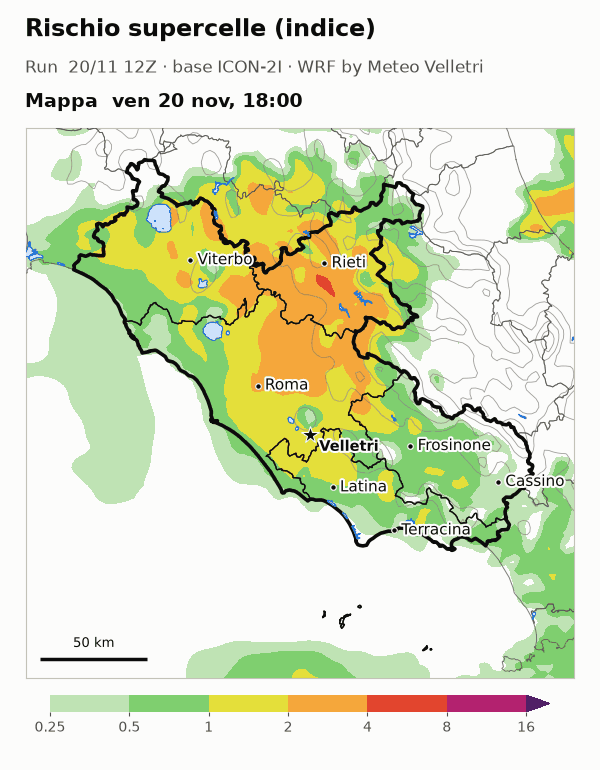 Rischio supercelle (indice)
Run 20/11 12Z · base ICON-2I · WRF by Meteo Velletri
Mappa ven 20 nov, 18:00
Viterbo
Rieti
Roma
Velletri
Frosinone
Cassino
Latina
Terracina
50 km
0.25 0.5 1 2 4 8 16